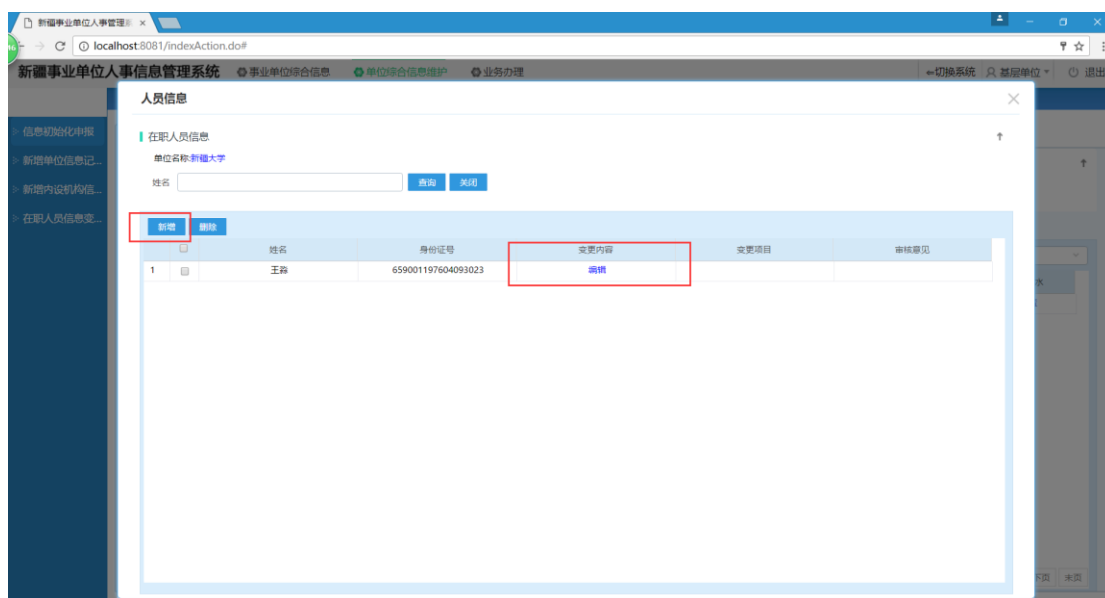 新疆事业单位人事管理系 ×
localhost:8081/indexAction.do#
新疆事业单位人事信息管理系统 事业单位综合信息 单位综合信息维护 业务办理 切换系统 基层单位 退出
信息初始化申报
新增单位信息记...
新增内设机构信...
在职人员信息变...
人员信息
在职人员信息
单位名称:新疆大学
姓名 查询 关闭
新增 删除
姓名 身份证号 变更内容 变更项目 审核意见
1 王淼 659001197604093023 编辑
下页 末页